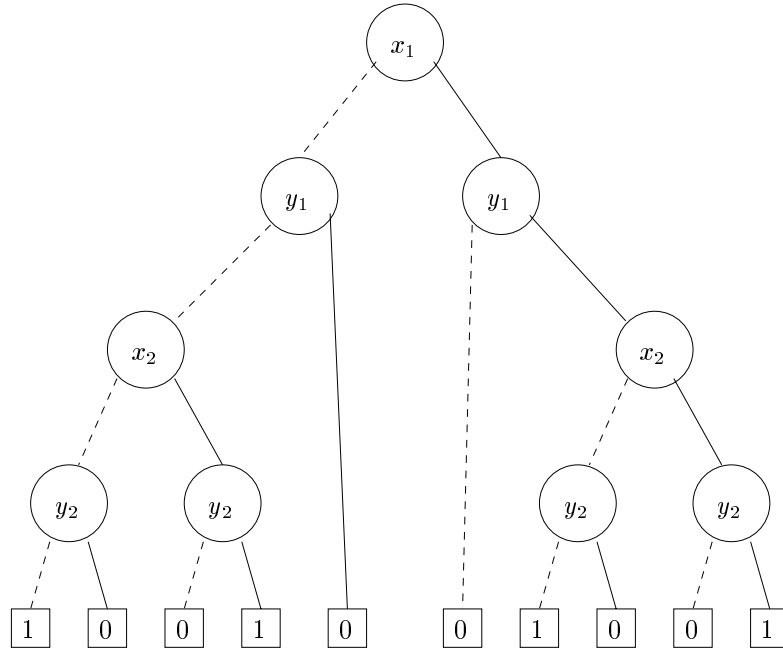 x₁
y₁ y₁
x₂ x₂
y₂ y₂ y₂ y₂
1 0 0 1 0 0 1 0 0 1